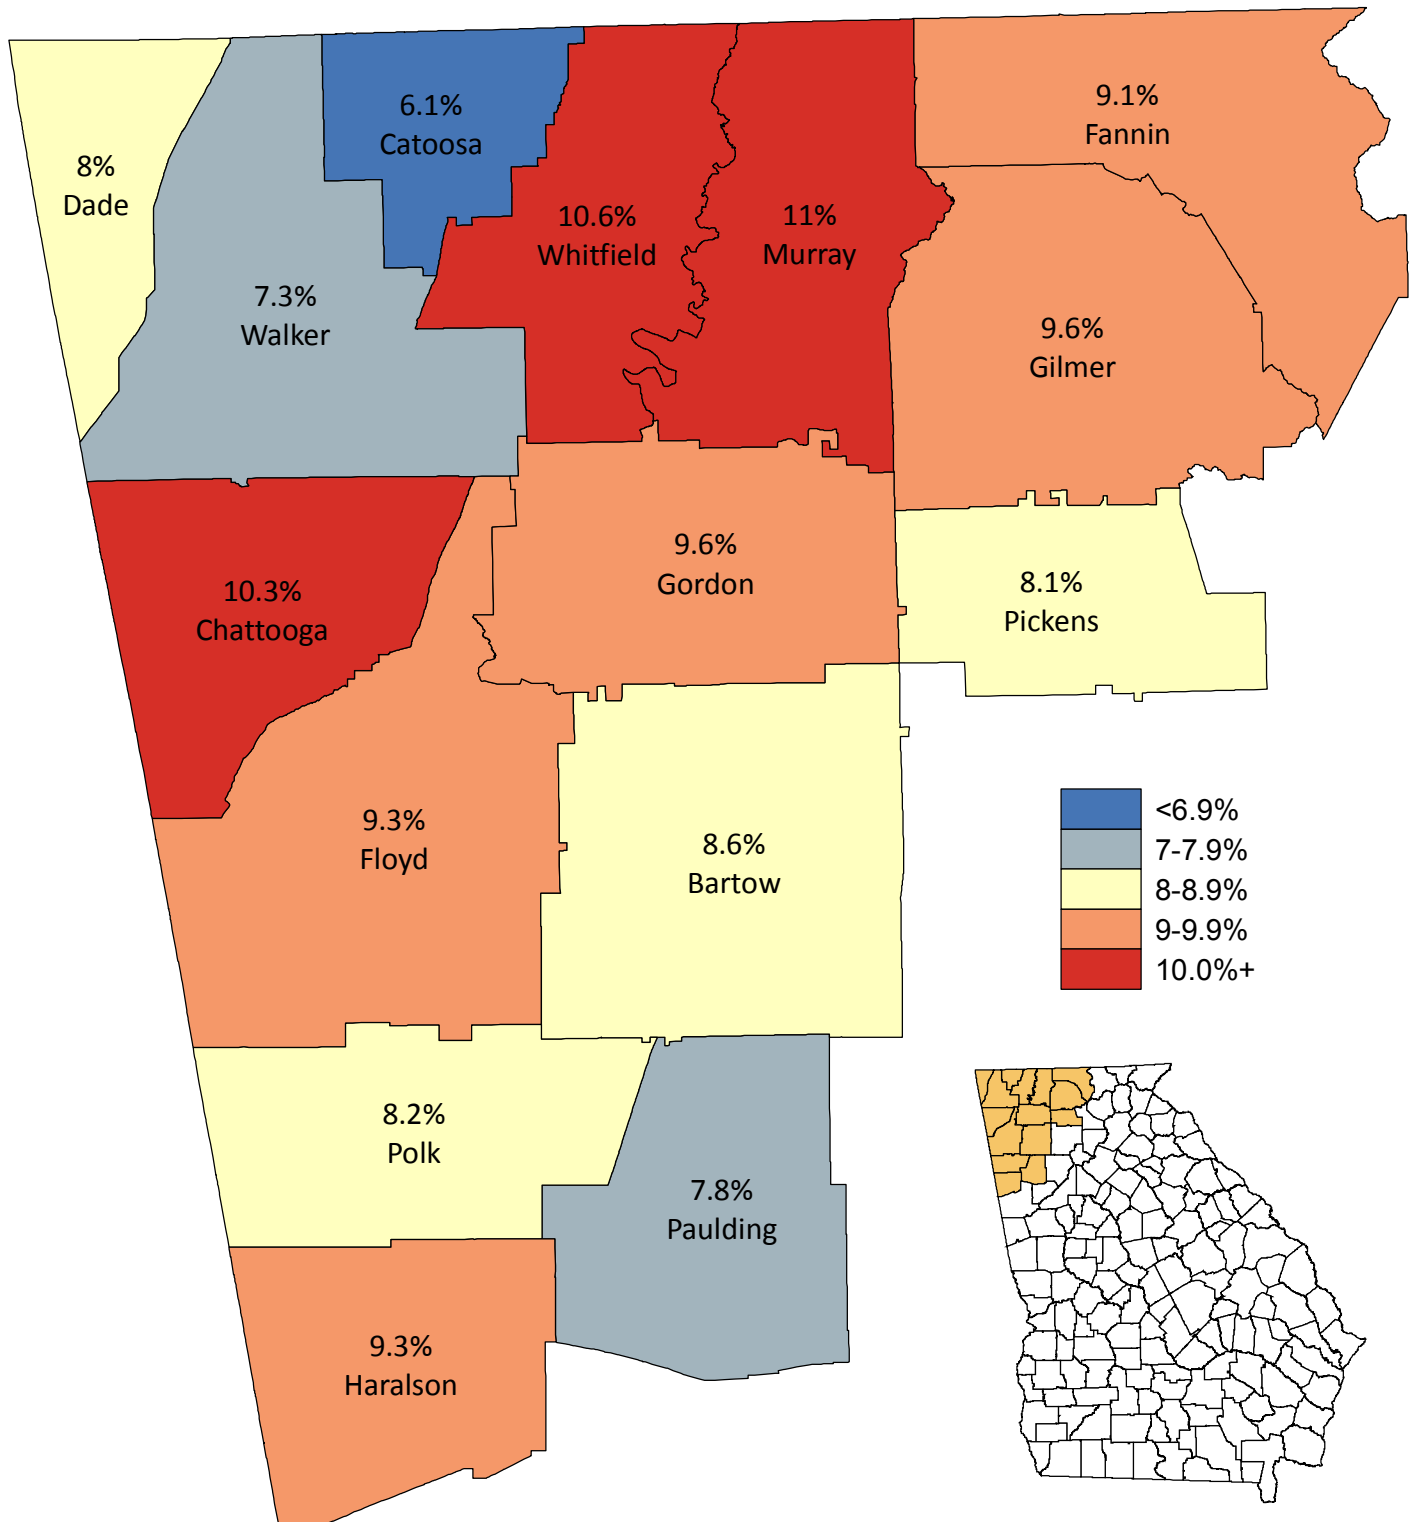 6.1%
Catoosa
9.1%
Fannin
8%
Dade
10.6%
Whitfield
11%
Murray
7.3%
Walker
9.6%
Gilmer
9.6%
Gordon
10.3%
Chattooga
8.1%
Pickens
9.3%
Floyd
8.6%
Bartow
<6.9%
7-7.9%
8-8.9%
9-9.9%
10.0%+
8.2%
Polk
7.8%
Paulding
9.3%
Haralson